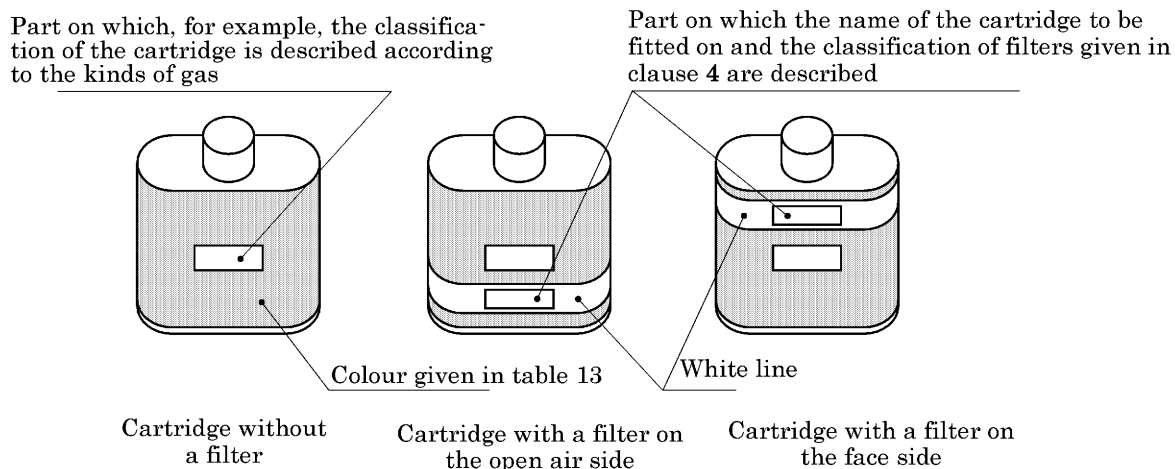 Part on which, for example, the classifica-
tion of the cartridge is described according
to the kinds of gas
Part on which the name of the cartridge to be
fitted on and the classification of filters given in
clause 4 are described
Colour given in table 13
White line
Cartridge without
a filter
Cartridge with a filter on
the open air side
Cartridge with a filter on
the face side